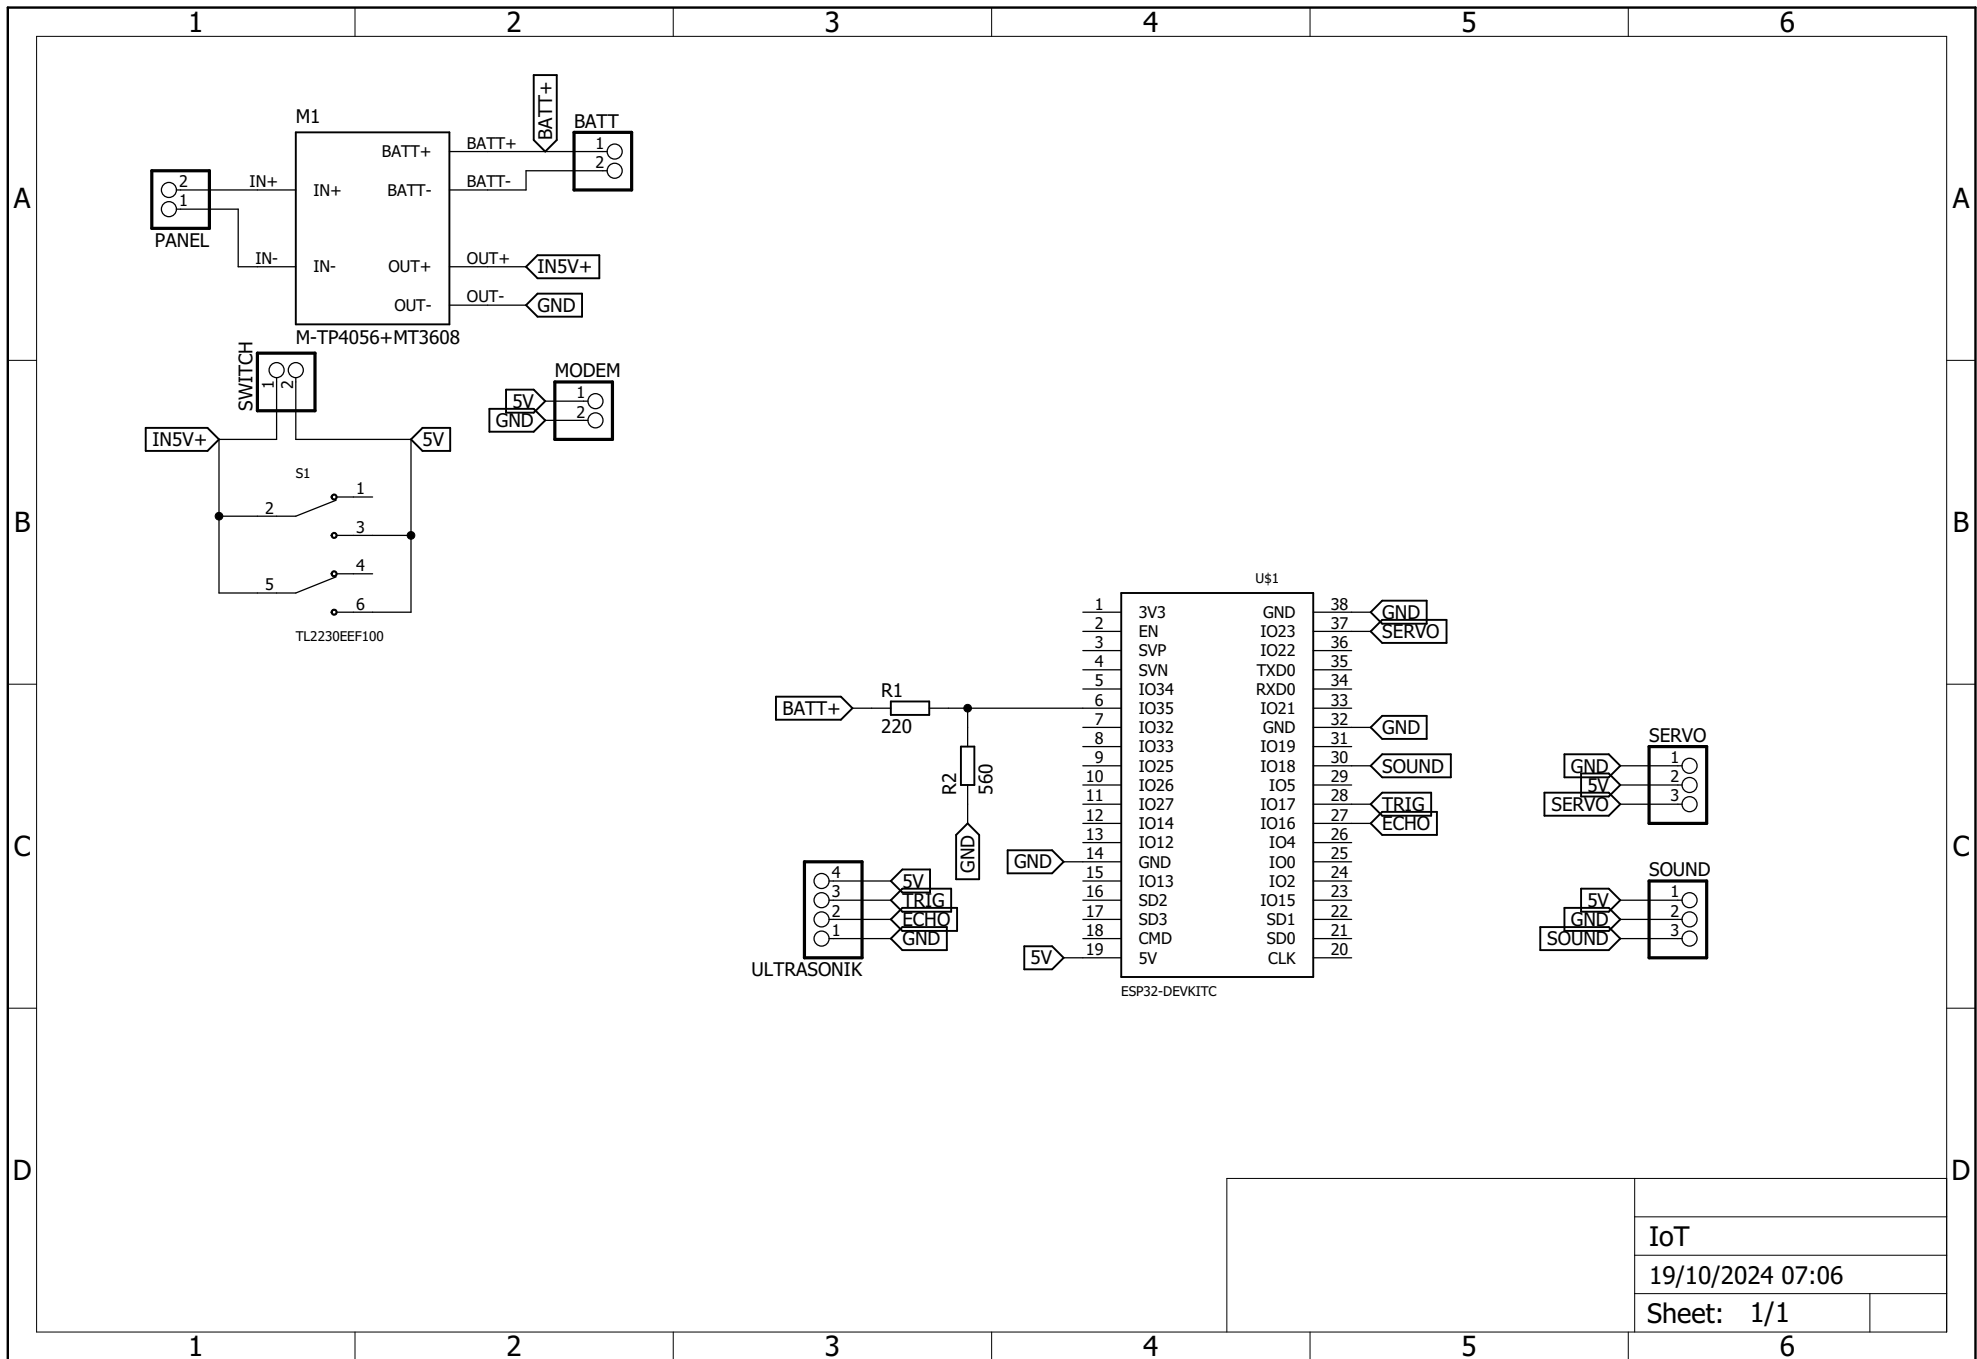 1 2 3 4 5 6
A A
B B
C C
D D
M1
BATT+
BATT
BATT+ BATT+ 1
2
BATT- BATT-
2 IN+ IN+
1
PANEL
IN- IN-
OUT+ OUT+ IN5V+
OUT- OUT- GND
M-TP4056+MT3608
SWITCH
1
2
IN5V+ 5V
MODEM
5V 1
GND 2
S1
1
2
3
4
5
6
TL2230EEF100
BATT+
R1
220
R2
560
GND
5V 4
TRIG 3
ECHO 2
GND 1
ULTRASONIK
U$1
1 3V3 GND 38 GND
2 EN IO23 37 SERVO
3 SVP IO22 36
4 SVN TXD0 35
5 IO34 RXD0 34
6 IO35 IO21 33
7 IO32 GND 32 GND
8 IO33 IO19 31
9 IO25 IO18 30 SOUND
10 IO26 IO5 29
11 IO27 IO17 28 TRIG
12 IO14 IO16 27 ECHO
13 IO12 IO4 26
GND 14 GND IO0 25
15 IO13 IO2 24
16 SD2 IO15 23
17 SD3 SD1 22
18 CMD SD0 21
5V 19 5V CLK 20
ESP32-DEVKITC
SERVO
GND 1
5V 2
SERVO 3
SOUND
5V 1
GND 2
SOUND 3
IoT
19/10/2024 07:06
Sheet: 1/1
1 2 3 4 5 6